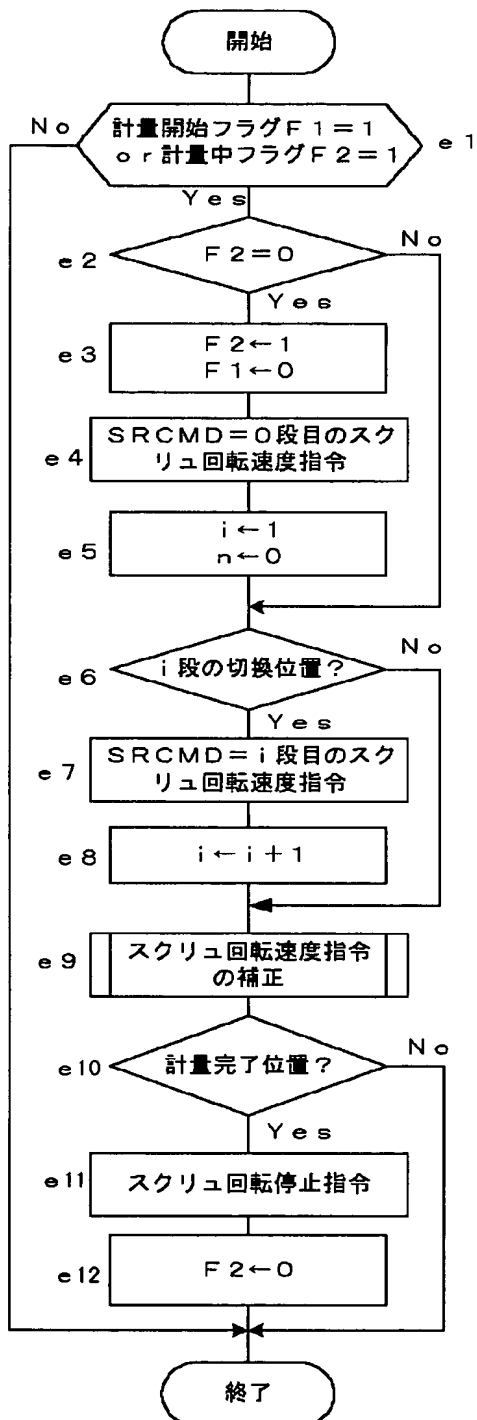 開始
No
計量開始フラグF1=1
or計量中フラグF2=1
e1
Yes
e2
F2=0
No
Yes
e3
F2←1
F1←0
e4
SRCMD=0段目のスク
リュ回転速度指令
e5
i←1
n←0
e6
i段の切換位置?
No
Yes
e7
SRCMD=i段目のスク
リュ回転速度指令
e8
i←i+1
e9
スクリュ回転速度指令
の補正
e10
計量完了位置?
No
Yes
e11
スクリュ回転停止指令
e12
F2←0
終了